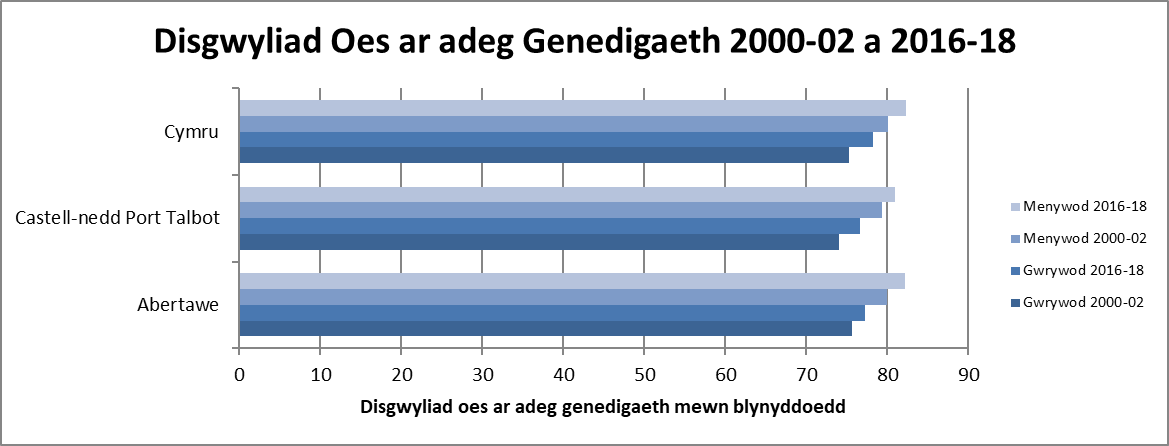 Disgwyliad Oes ar adeg Genedigaeth 2000-02 a 2016-18
Cymru
Castell-nedd Port Talbot
Abertawe
0 10 20 30 40 50 60 70 80 90
Disgwyliad oes ar adeg genedigaeth mewn blynyddoedd
Menywod 2016-18
Menywod 2000-02
Gwrywod 2016-18
Gwrywod 2000-02